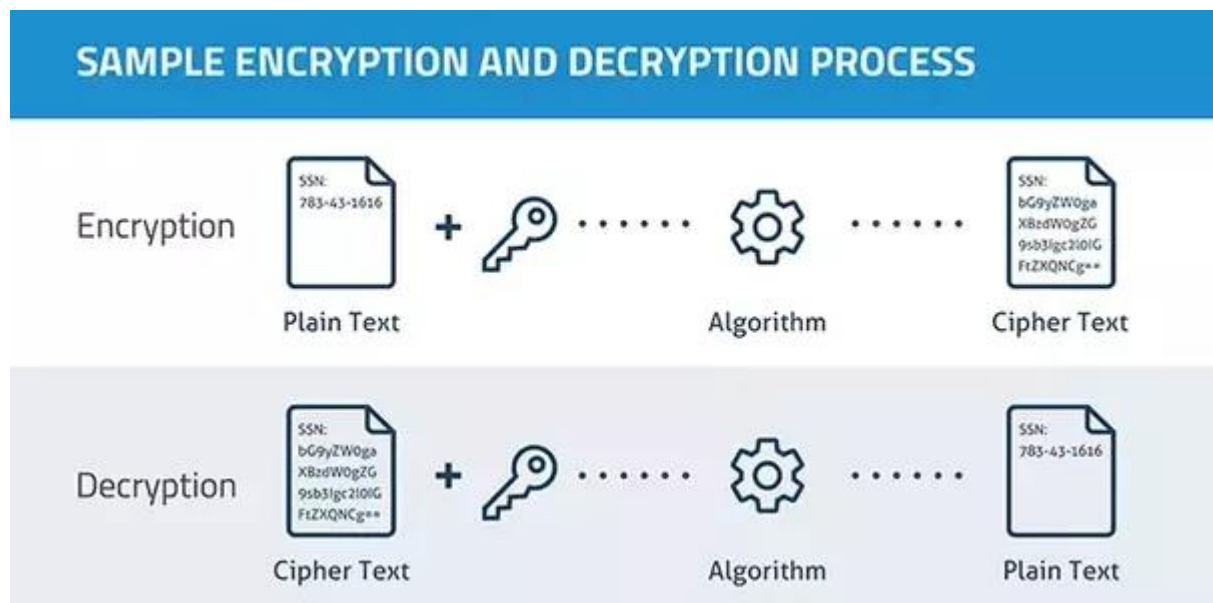 SAMPLE ENCRYPTION AND DECRYPTION PROCESS
Encryption
SSN:
783-43-1616
Plain Text
+
Algorithm
SSN:
bG9yZW0ga
XBzdW0gZG
9sb3Igc2l0IG
FtZXQNCg==
Cipher Text
Decryption
SSN:
bG9yZW0ga
XBzdW0gZG
9sb3Igc2l0IG
FtZXQNCg==
Cipher Text
+
Algorithm
SSN:
783-43-1616
Plain Text